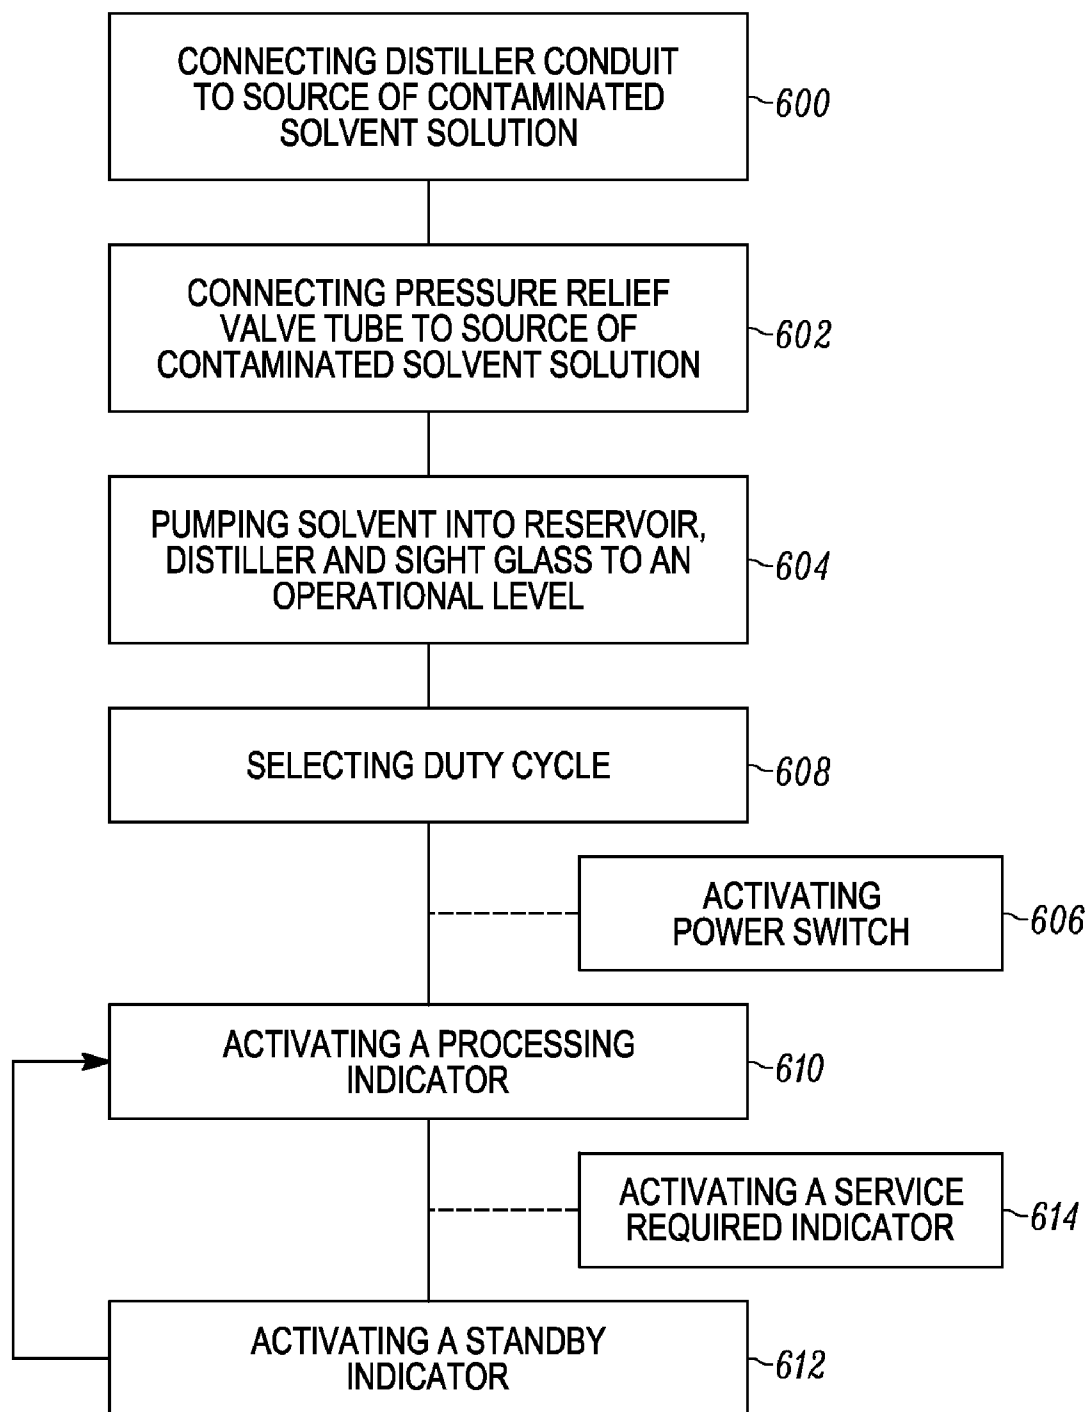 CONNECTING DISTILLER CONDUIT
TO SOURCE OF CONTAMINATED
SOLVENT SOLUTION
600
CONNECTING PRESSURE RELIEF
VALVE TUBE TO SOURCE OF
CONTAMINATED SOLVENT SOLUTION
602
PUMPING SOLVENT INTO RESERVOIR,
DISTILLER AND SIGHT GLASS TO AN
OPERATIONAL LEVEL
604
SELECTING DUTY CYCLE
608
ACTIVATING
POWER SWITCH
606
ACTIVATING A PROCESSING
INDICATOR
610
ACTIVATING A SERVICE
REQUIRED INDICATOR
614
ACTIVATING A STANDBY
INDICATOR
612